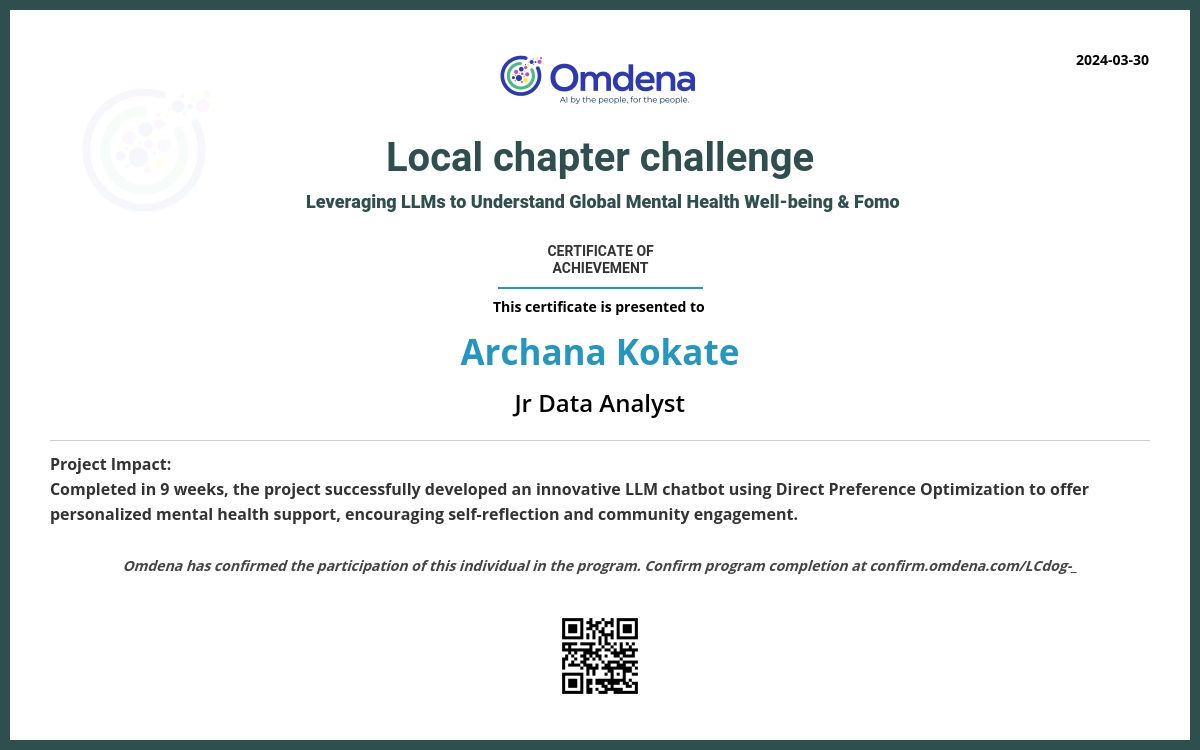 2024-03-30
Omdena
AI by the people, for the people.
Local chapter challenge
Leveraging LLMs to Understand Global Mental Health Well-being & Fomo
CERTIFICATE OF
ACHIEVEMENT
This certificate is presented to
Archana Kokate
Jr Data Analyst
Project Impact:
Completed in 9 weeks, the project successfully developed an innovative LLM chatbot using Direct Preference Optimization to offer
personalized mental health support, encouraging self-reflection and community engagement.
Omdena has confirmed the participation of this individual in the program. Confirm program completion at confirm.omdena.com/LCdog-_